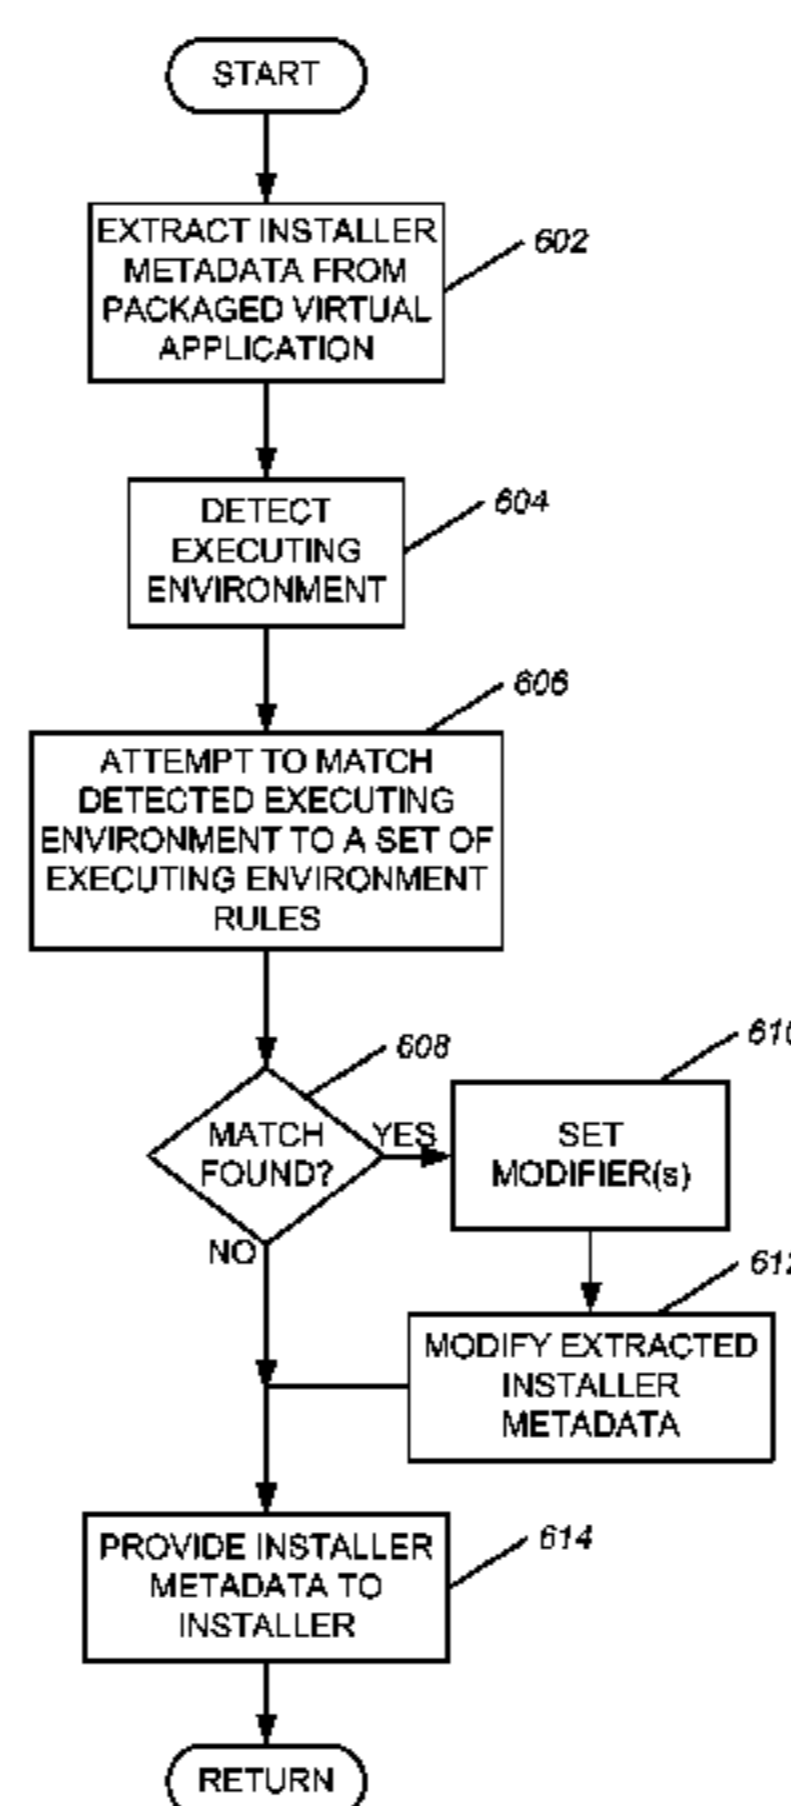 START
EXTRACT INSTALLER
METADATA FROM
PACKAGED VIRTUAL
APPLICATION
602
DETECT
EXECUTING
ENVIRONMENT
604
606
ATTEMPT TO MATCH
DETECTED EXECUTING
ENVIRONMENT TO A SET OF
EXECUTING ENVIRONMENT
RULES
608
MATCH
FOUND?
YES
NO
610
SET
MODIFIER(s)
612
MODIFY EXTRACTED
INSTALLER
METADATA
PROVIDE INSTALLER
METADATA TO
INSTALLER
614
RETURN